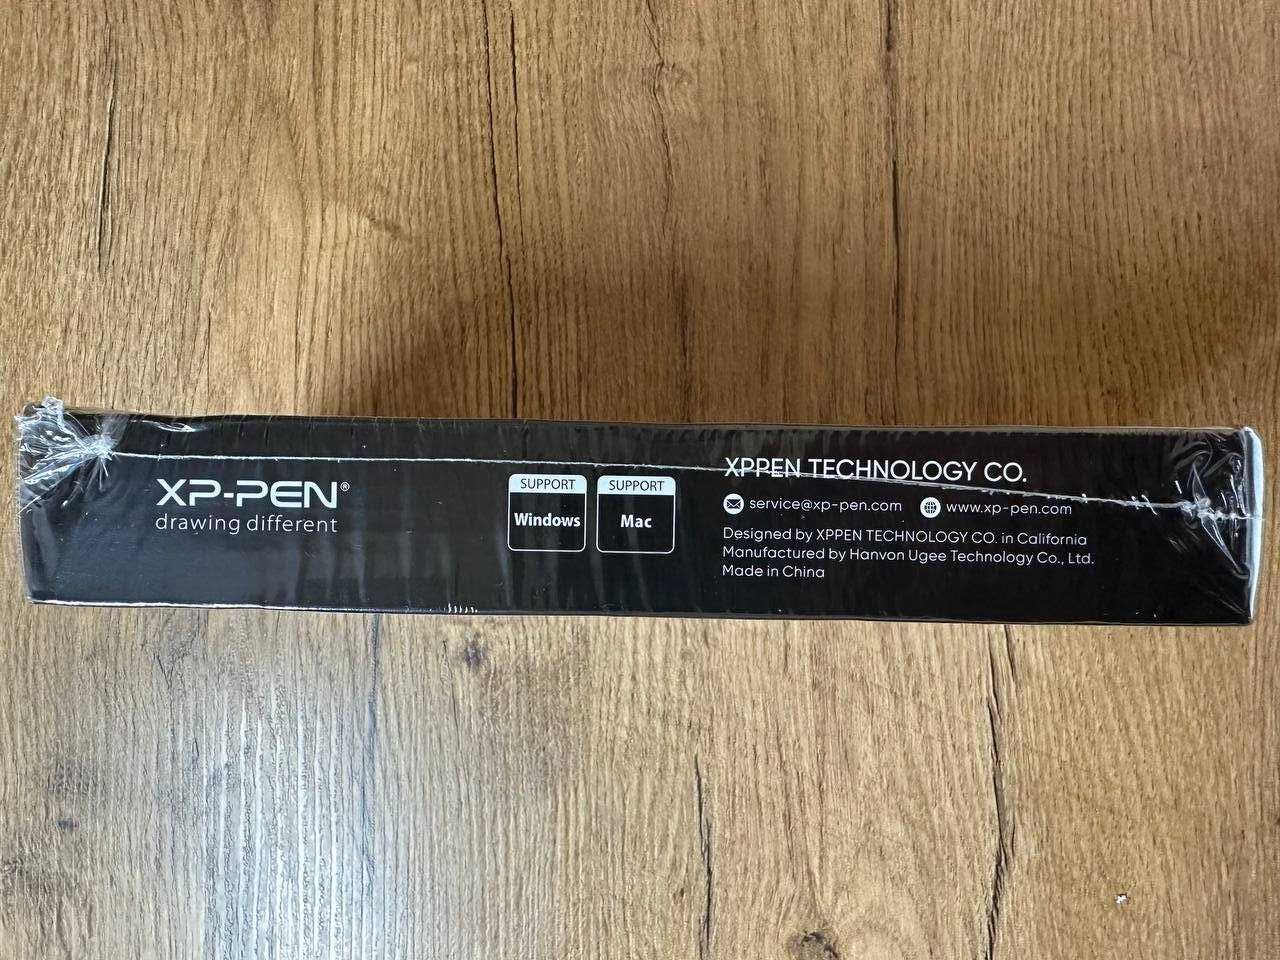 XP-PEN®
drawing different
SUPPORT
Windows
SUPPORT
Mac
XPPEN TECHNOLOGY CO.
service@xp-pen.com www.xp-pen.com
Designed by XPPEN TECHNOLOGY CO. in California
Manufactured by Hanvon Ugee Technology Co., Ltd.
Made in China